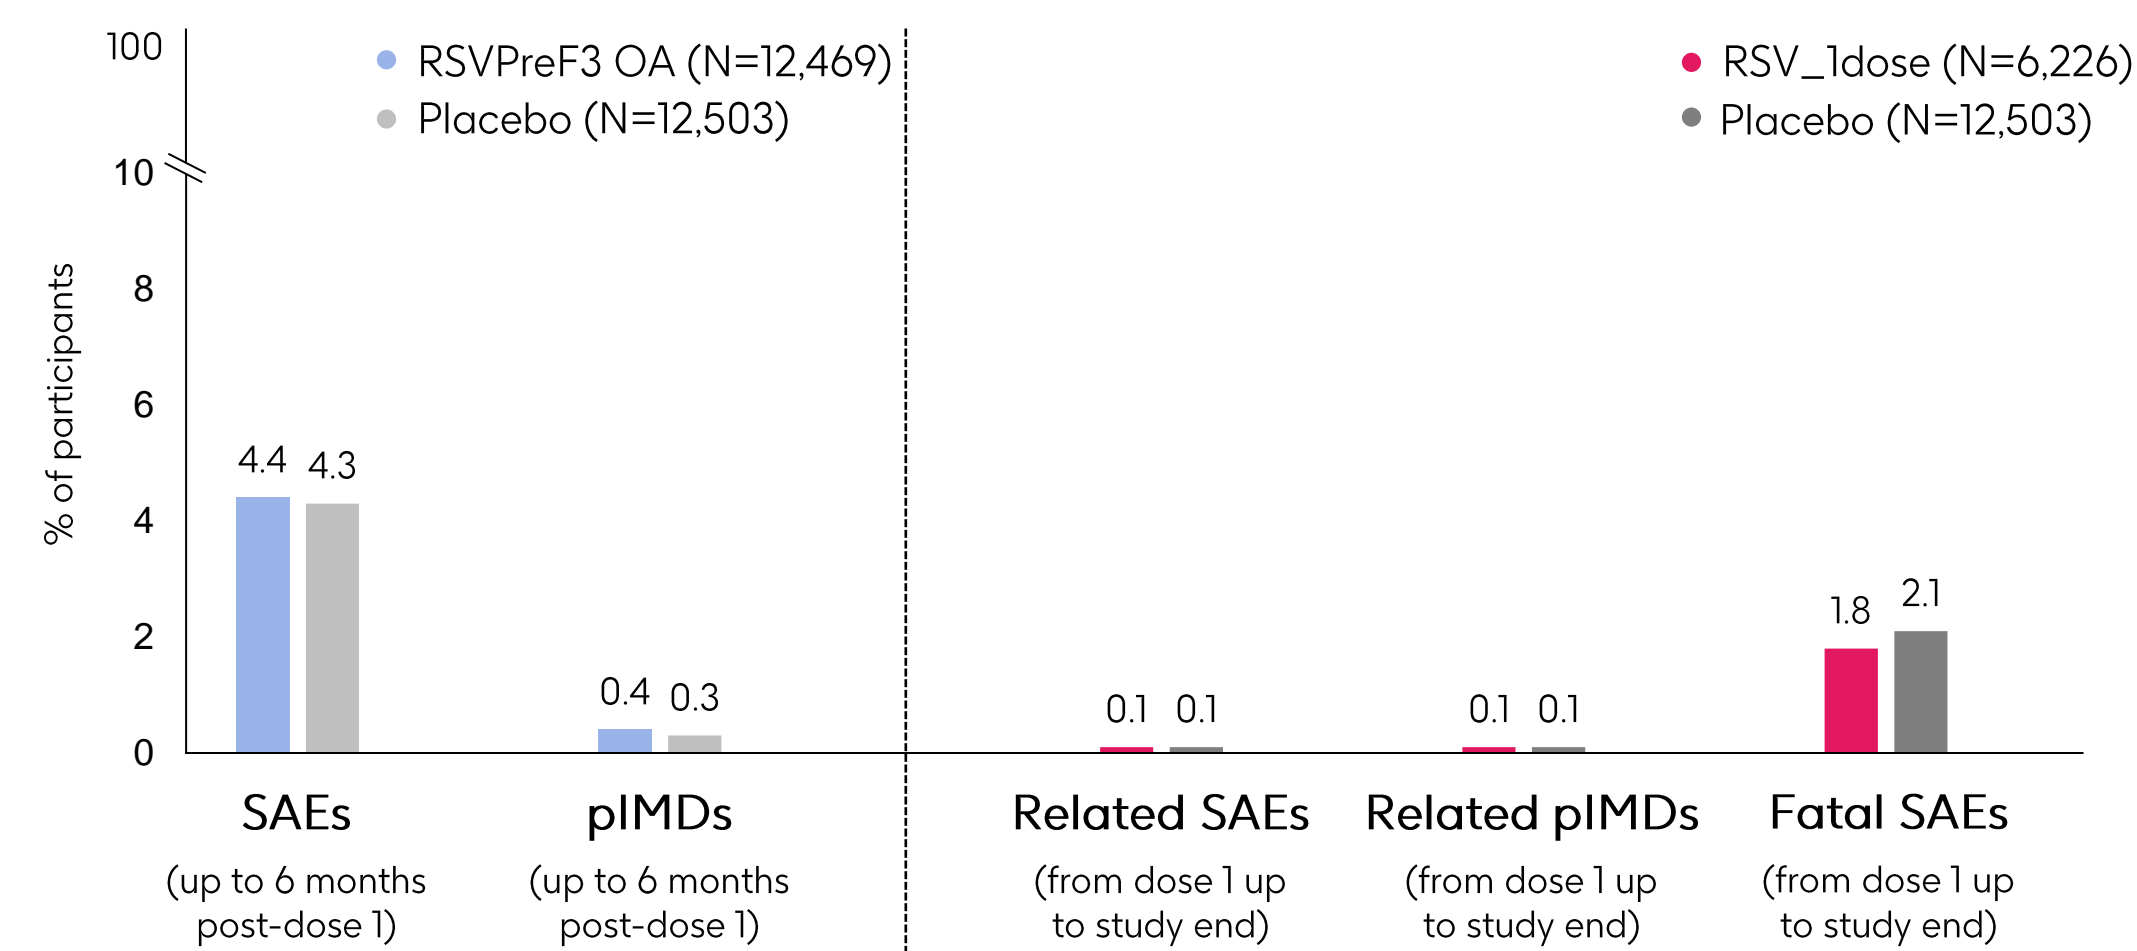 100
10
8
6
4
2
0
% of participants
RSVPreF3 OA (N=12,469)
Placebo (N=12,503)
RSV_1dose (N=6,226)
Placebo (N=12,503)
4.4 4.3
0.4 0.3
0.1 0.1
0.1 0.1
1.8 2.1
SAEs
(up to 6 months
post-dose 1)
pIMDs
(up to 6 months
post-dose 1)
Related SAEs
(from dose 1 up
to study end)
Related pIMDs
(from dose 1 up
to study end)
Fatal SAEs
(from dose 1 up
to study end)